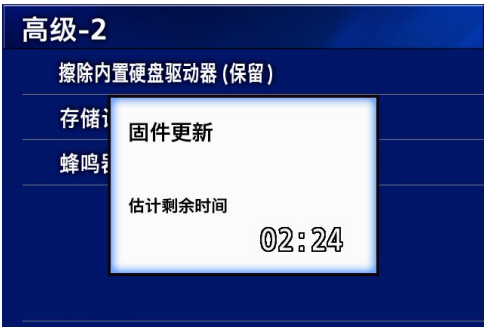 高级-2
擦除内置硬盘驱动器 (保留)
存储
蜂鸣
固件更新
估计剩余时间
02:24